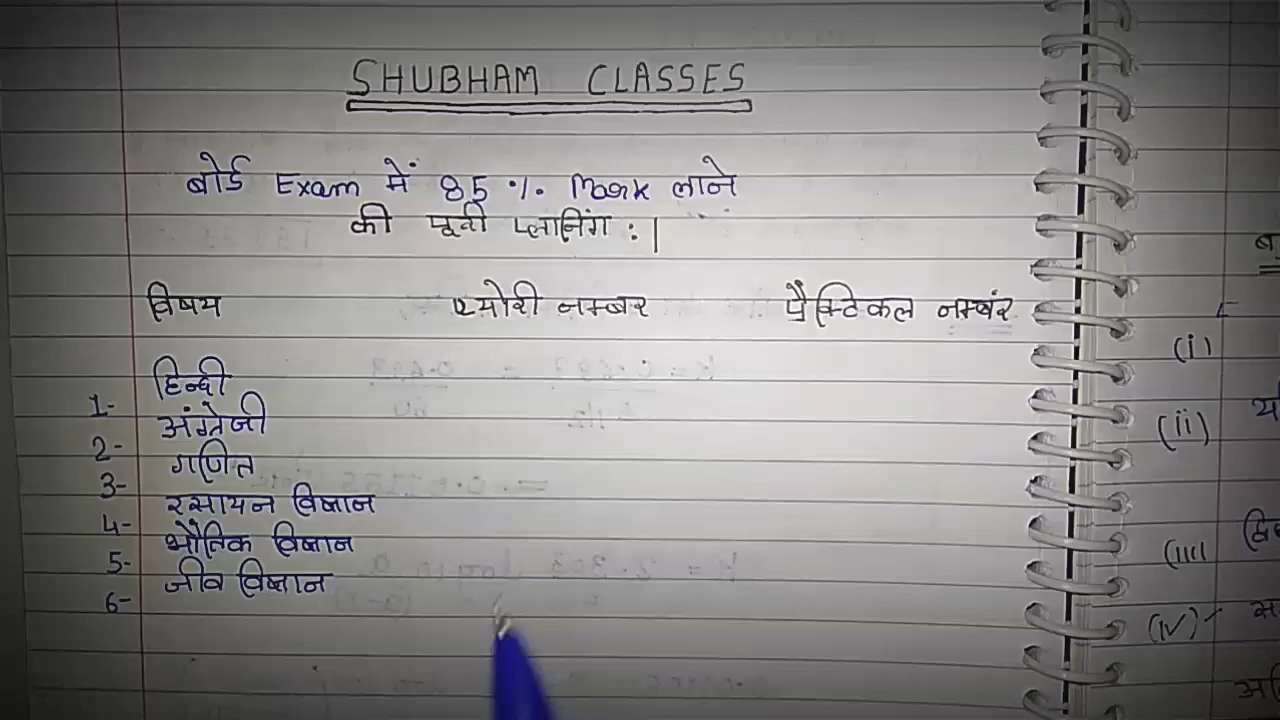 SHUBHAM CLASSES
बोर्ड Exam में 85 % Mark लाने
की पूरी प्लानिंग :|
विषय थ्योरी नम्बर प्रैक्टिकल नम्बर
1- हिन्दी
2- अंग्रेजी
3- गणित
4- रसायन विज्ञान
5- भौतिक विज्ञान
6- जीव विज्ञान
(i)
(ii)
(iii)
(iv)